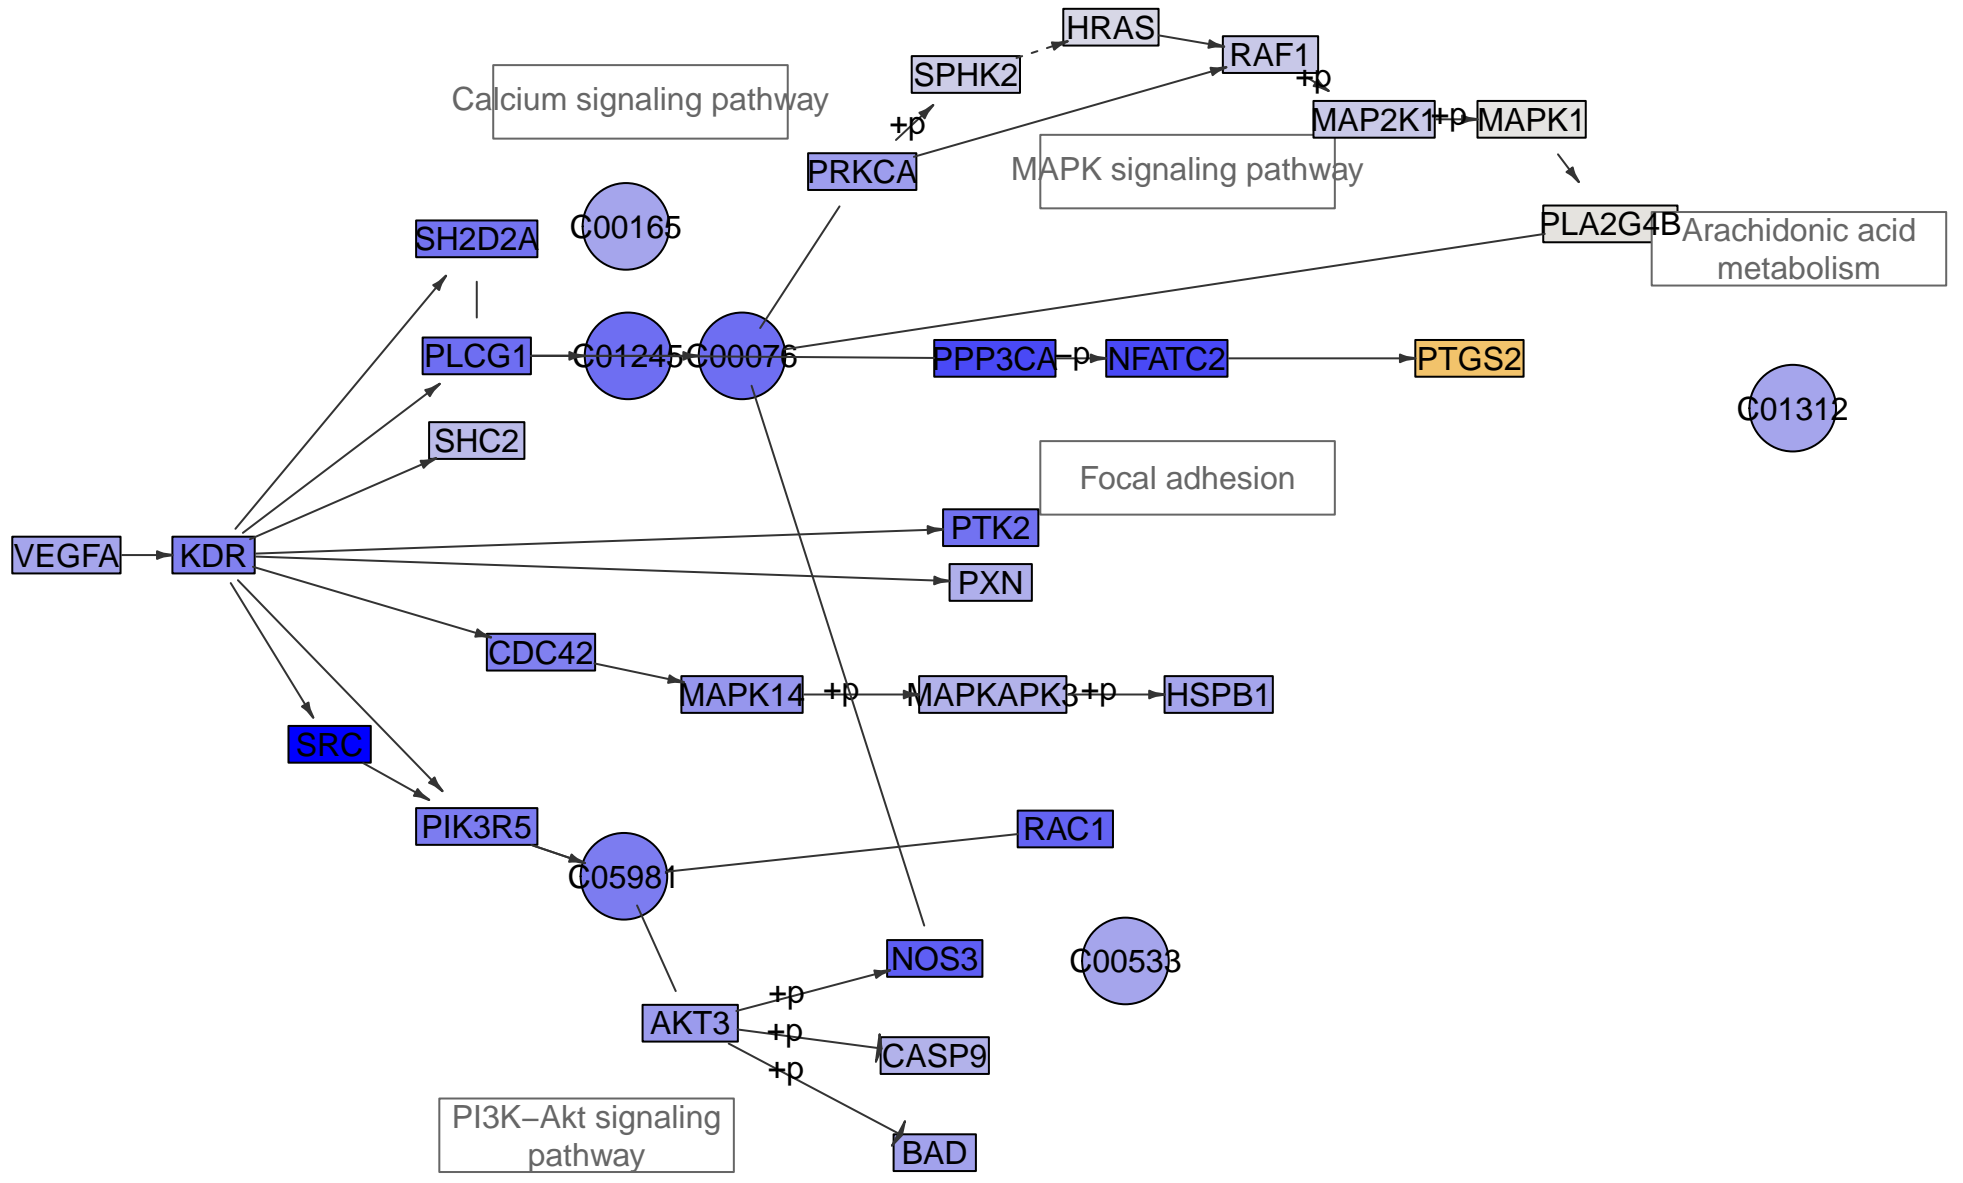 HRAS
RAF1
SPHK2
+p
Calcium signaling pathway
MAP2K1
+p
MAPK1
+p
PRKCA
MAPK signaling pathway
C00165
SH2D2A
PLA2G4B
Arachidonic acid
metabolism
PLCG1
C01245
C00076
PPP3CA
−p
NFATC2
PTGS2
C01312
SHC2
Focal adhesion
PTK2
VEGFA
KDR
PXN
CDC42
MAPK14
+p
MAPKAPK3
+p
HSPB1
SRC
PIK3R5
RAC1
C05981
NOS3
C00533
+p
AKT3
+p
CASP9
+p
PI3K−Akt signaling
pathway
BAD